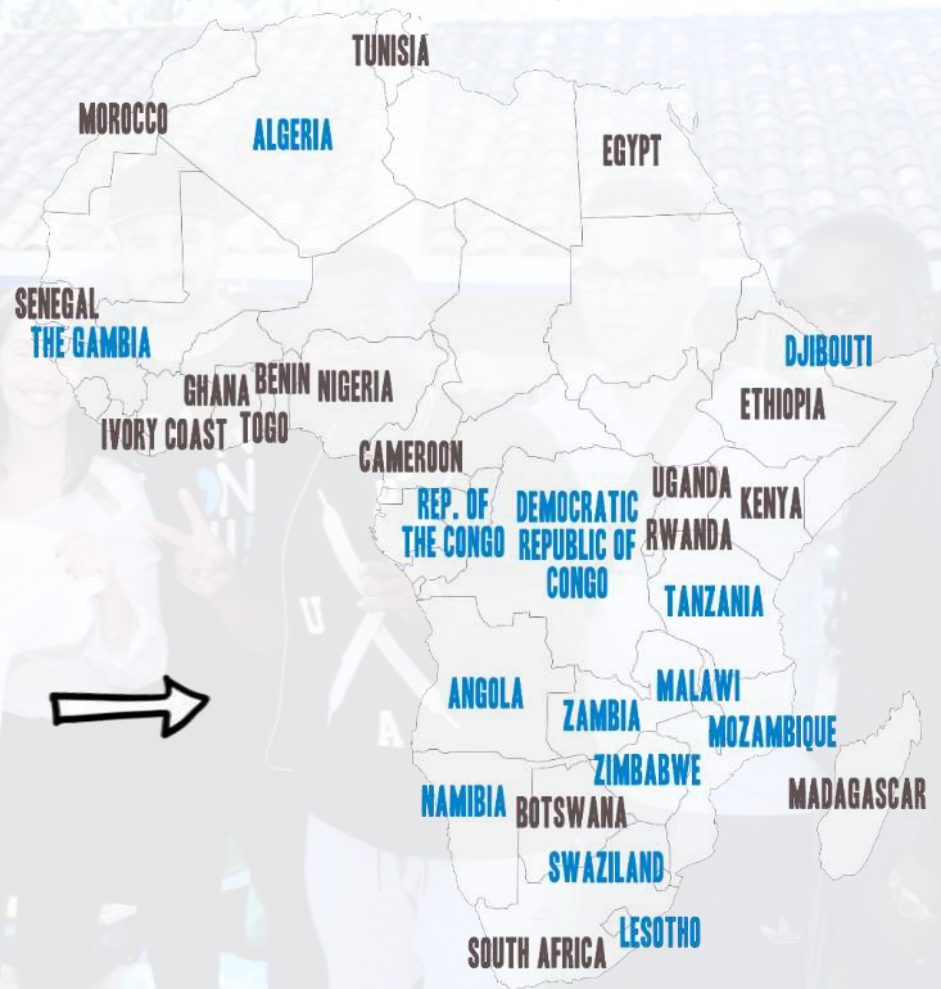 TUNISIA
MOROCCO
ALGERIA
EGYPT
SENEGAL
THE GAMBIA
DJIBOUTI
GHANA
BENIN
NIGERIA
ETHIOPIA
IVORY COAST
TOGO
CAMEROON
UGANDA
KENYA
REP. OF
THE CONGO
DEMOCRATIC
REPUBLIC OF
CONGO
RWANDA
TANZANIA
U
A
ANGOLA
ZAMBIA
MALAWI
MOZAMBIQUE
ZIMBABWE
NAMIBIA
BOTSWANA
MADAGASCAR
SWAZILAND
SOUTH AFRICA
LESOTHO